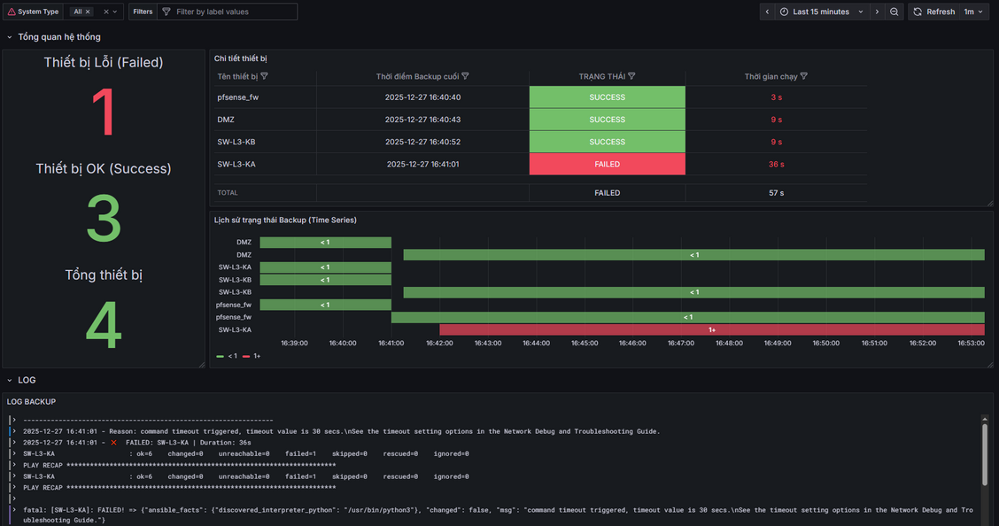 System Type
All ×
Filters
Filter by label values
Last 15 minutes
Refresh
1m
Tổng quan hệ thống
Thiết bị Lỗi (Failed)
1
Thiết bị OK (Success)
3
Tổng thiết bị
4
Chi tiết thiết bị
Tên thiết bị Thời điểm Backup cuối TRẠNG THÁI Thời gian chạy
pfsense_fw 2025-12-27 16:40:40 SUCCESS 3 s
DMZ 2025-12-27 16:40:43 SUCCESS 9 s
SW-L3-KB 2025-12-27 16:40:52 SUCCESS 9 s
SW-L3-KA 2025-12-27 16:41:01 FAILED 36 s
TOTAL FAILED 57 s
Lịch sử trạng thái Backup (Time Series)
DMZ < 1
DMZ < 1
SW-L3-KA < 1
SW-L3-KB < 1
SW-L3-KB < 1
pfsense_fw < 1
pfsense_fw < 1
SW-L3-KA 1+
16:39:00 16:40:00 16:41:00 16:42:00 16:43:00 16:44:00 16:45:00 16:46:00 16:47:00 16:48:00 16:49:00 16:50:00 16:51:00 16:52:00 16:53:00
< 1 1+
LOG
LOG BACKUP
-----------------------------------------------------------------
2025-12-27 16:41:01 - Reason: command timeout triggered, timeout value is 30 secs.\nSee the timeout setting options in the Network Debug and Troubleshooting Guide.
2025-12-27 16:41:01 - ❌ FAILED: SW-L3-KA | Duration: 36s
SW-L3-KA : ok=6 changed=0 unreachable=0 failed=1 skipped=0 rescued=0 ignored=0
PLAY RECAP *********************************************************************
SW-L3-KA : ok=6 changed=0 unreachable=0 failed=1 skipped=0 rescued=0 ignored=0
PLAY RECAP *********************************************************************
fatal: [SW-L3-KA]: FAILED! => {"ansible_facts": {"discovered_interpreter_python": "/usr/bin/python3"}, "changed": false, "msg": "command timeout triggered, timeout value is 30 secs.\nSee the timeout setting options in the Network Debug and Tro
ubleshooting Guide."}